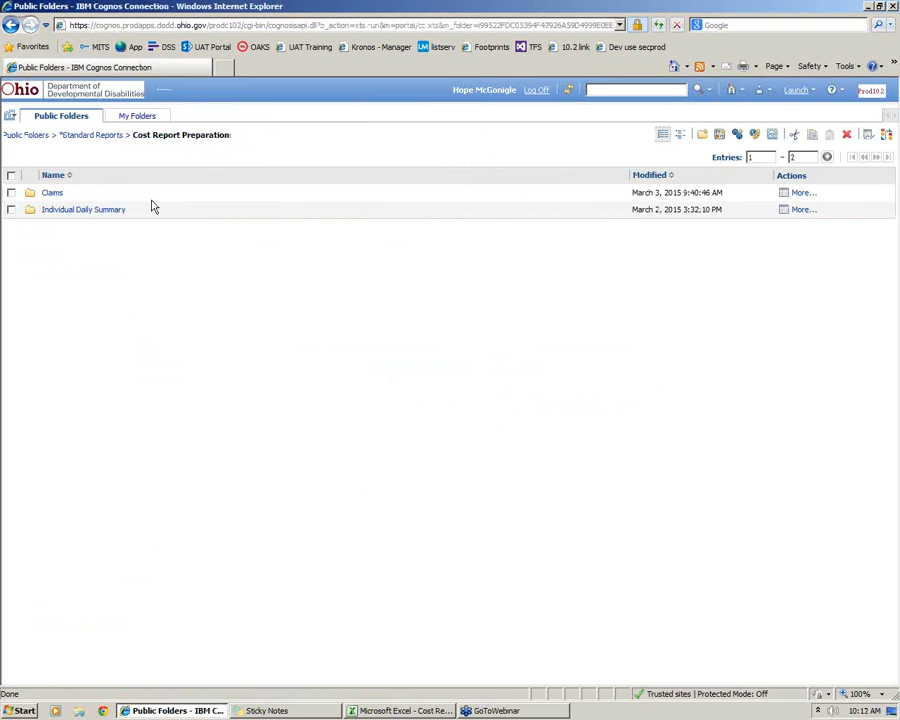 Public Folders - IBM Cognos Connection - Windows Internet Explorer
Favorites MITS App DSS UAT Portal OAKS UAT Training Kronos - Manager listserv Footprints TFS 10.2 link Dev use secprod
Google
Public Folders - IBM Cognos Connection
Page Safety Tools
Ohio Department of Developmental Disabilities
Hope McGonigle Log Off Launch Prod10.2
Public Folders My Folders
Public Folders > *Standard Reports > Cost Report Preparation
Entries: 1 - 2
Name Modified Actions
Claims March 3, 2015 9:40:46 AM More...
Individual Daily Summary March 2, 2015 3:32:10 PM More...
Done Trusted sites | Protected Mode: Off 100%
Start Public Folders - IBM C... Sticky Notes Microsoft Excel - Cost Re... GoToWebinar 10:12 AM